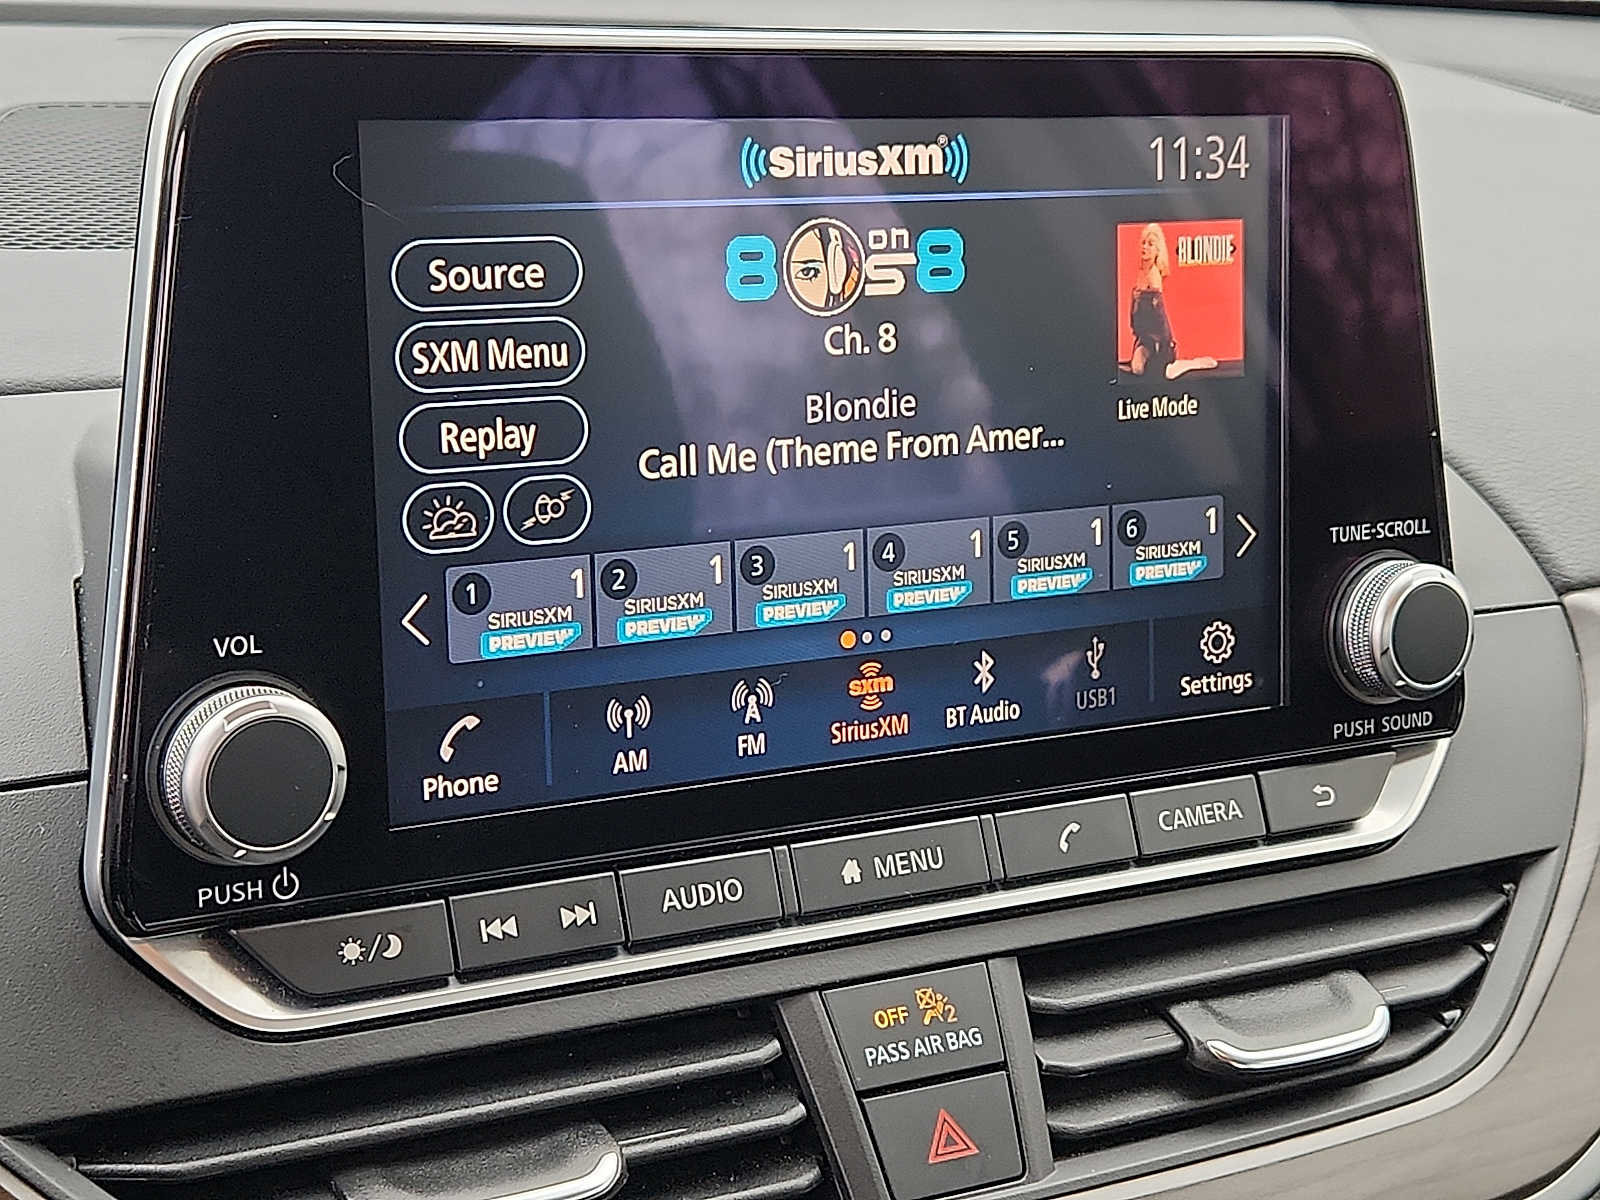 SiriusXM®
11:34
Source
8 on 8
Ch. 8
BLONDIE
SXM Menu
Live Mode
Replay
Blondie
Call Me (Theme From Amer...
1 1 SIRIUSXM PREVIEW
2 1 SIRIUSXM PREVIEW
3 1 SIRIUSXM PREVIEW
4 1 SIRIUSXM PREVIEW
5 1 SIRIUSXM PREVIEW
6 1 SIRIUSXM PREVIEW
TUNE·SCROLL
VOL
Phone
AM
FM
sxm
SiriusXM
BT Audio
USB1
Settings
PUSH SOUND
PUSH
AUDIO
MENU
CAMERA
OFF 2
PASS AIR BAG